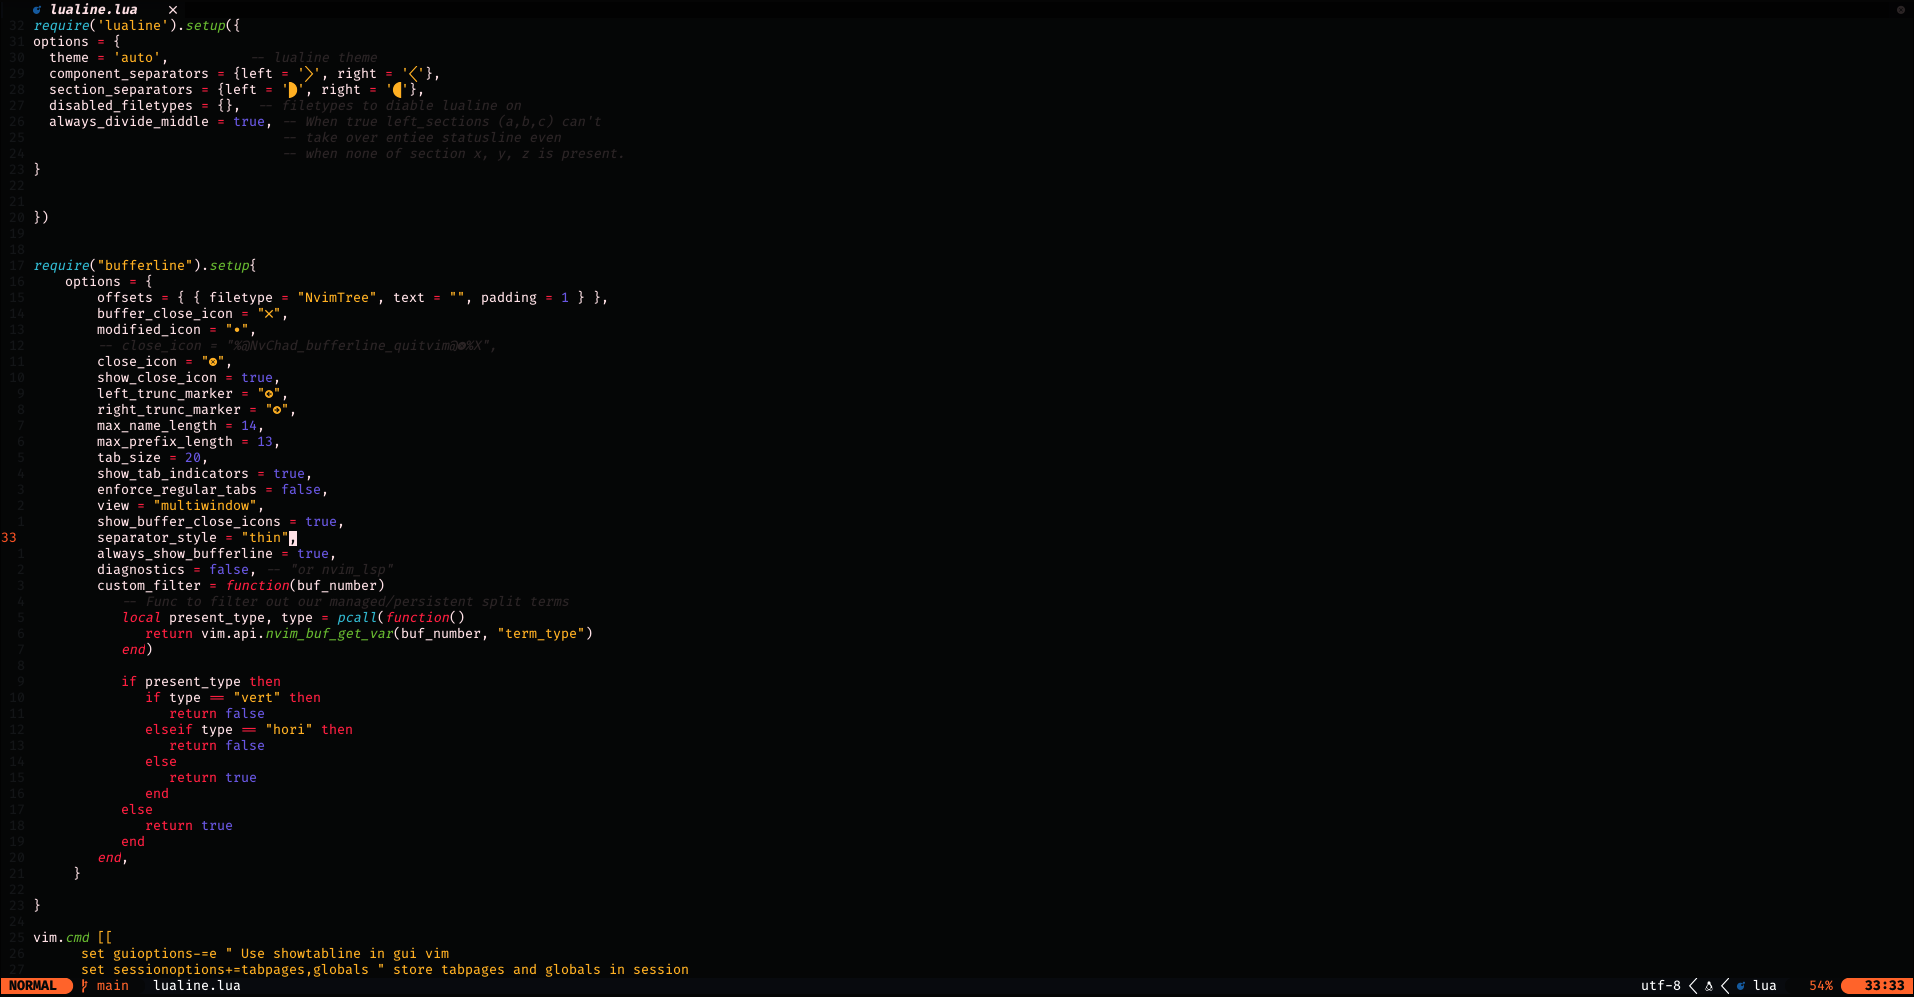 lualine.lua ×
32 require('lualine').setup({
31 options = {
30 theme = 'auto', -- lualine theme
29 component_separators = {left = '', right = ''},
28 section_separators = {left = '', right = ''},
27 disabled_filetypes = {}, -- filetypes to diable lualine on
26 always_divide_middle = true, -- When true left_sections (a,b,c) can't
25 -- take over entiee statusline even
24 -- when none of section x, y, z is present.
23 }
22
21
20 })
19
18
17 require("bufferline").setup{
16 options = {
15 offsets = { { filetype = "NvimTree", text = "", padding = 1 } },
14 buffer_close_icon = "×",
13 modified_icon = "•",
12 -- close_icon = "%@NvChad_bufferline_quitvim@%X",
11 close_icon = "",
10 show_close_icon = true,
9 left_trunc_marker = "",
8 right_trunc_marker = "",
7 max_name_length = 14,
6 max_prefix_length = 13,
5 tab_size = 20,
4 show_tab_indicators = true,
3 enforce_regular_tabs = false,
2 view = "multiwindow",
1 show_buffer_close_icons = true,
33 separator_style = "thin",
1 always_show_bufferline = true,
2 diagnostics = false, -- "or nvim_lsp"
3 custom_filter = function(buf_number)
4 -- Func to filter out our managed/persistent split terms
5 local present_type, type = pcall(function()
6 return vim.api.nvim_buf_get_var(buf_number, "term_type")
7 end)
8
9 if present_type then
10 if type == "vert" then
11 return false
12 elseif type == "hori" then
13 return false
14 else
15 return true
16 end
17 else
18 return true
19 end
20 end,
21 }
22
23 }
24
25 vim.cmd [[
26 set guioptions-=e " Use showtabline in gui vim
27 set sessionoptions+=tabpages,globals " store tabpages and globals in session
NORMAL main lualine.lua utf-8 lua 54% 33:33